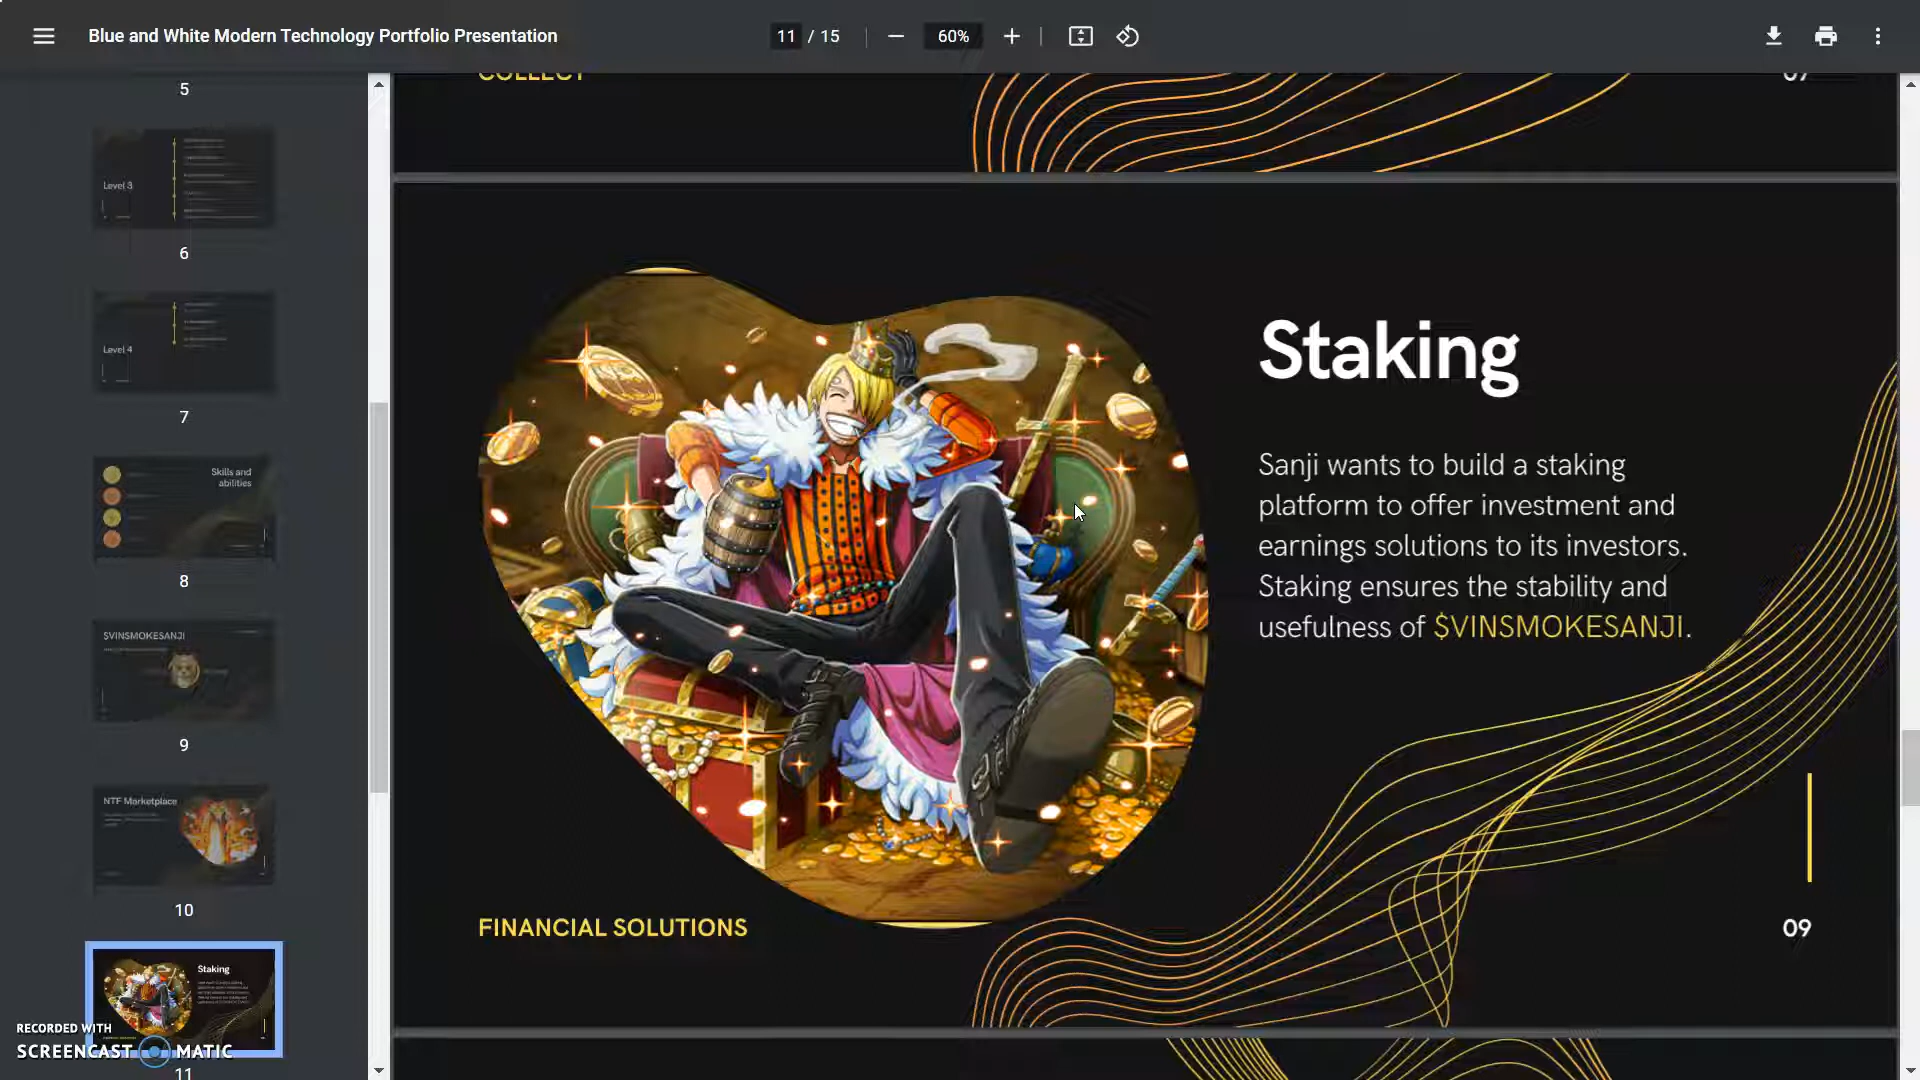 Blue and White Modern Technology Portfolio Presentation
11 / 15
60%
5
Level 3
6
Level 4
7
Skills and
abilities
8
$VINSMOKESANJI
9
NTF Marketplace
10
Staking
11
COLLECT
07
Staking
Sanji wants to build a staking
platform to offer investment and
earnings solutions to its investors.
Staking ensures the stability and
usefulness of $VINSMOKESANJI.
FINANCIAL SOLUTIONS
09
RECORDED WITH
SCREENCAST MATIC